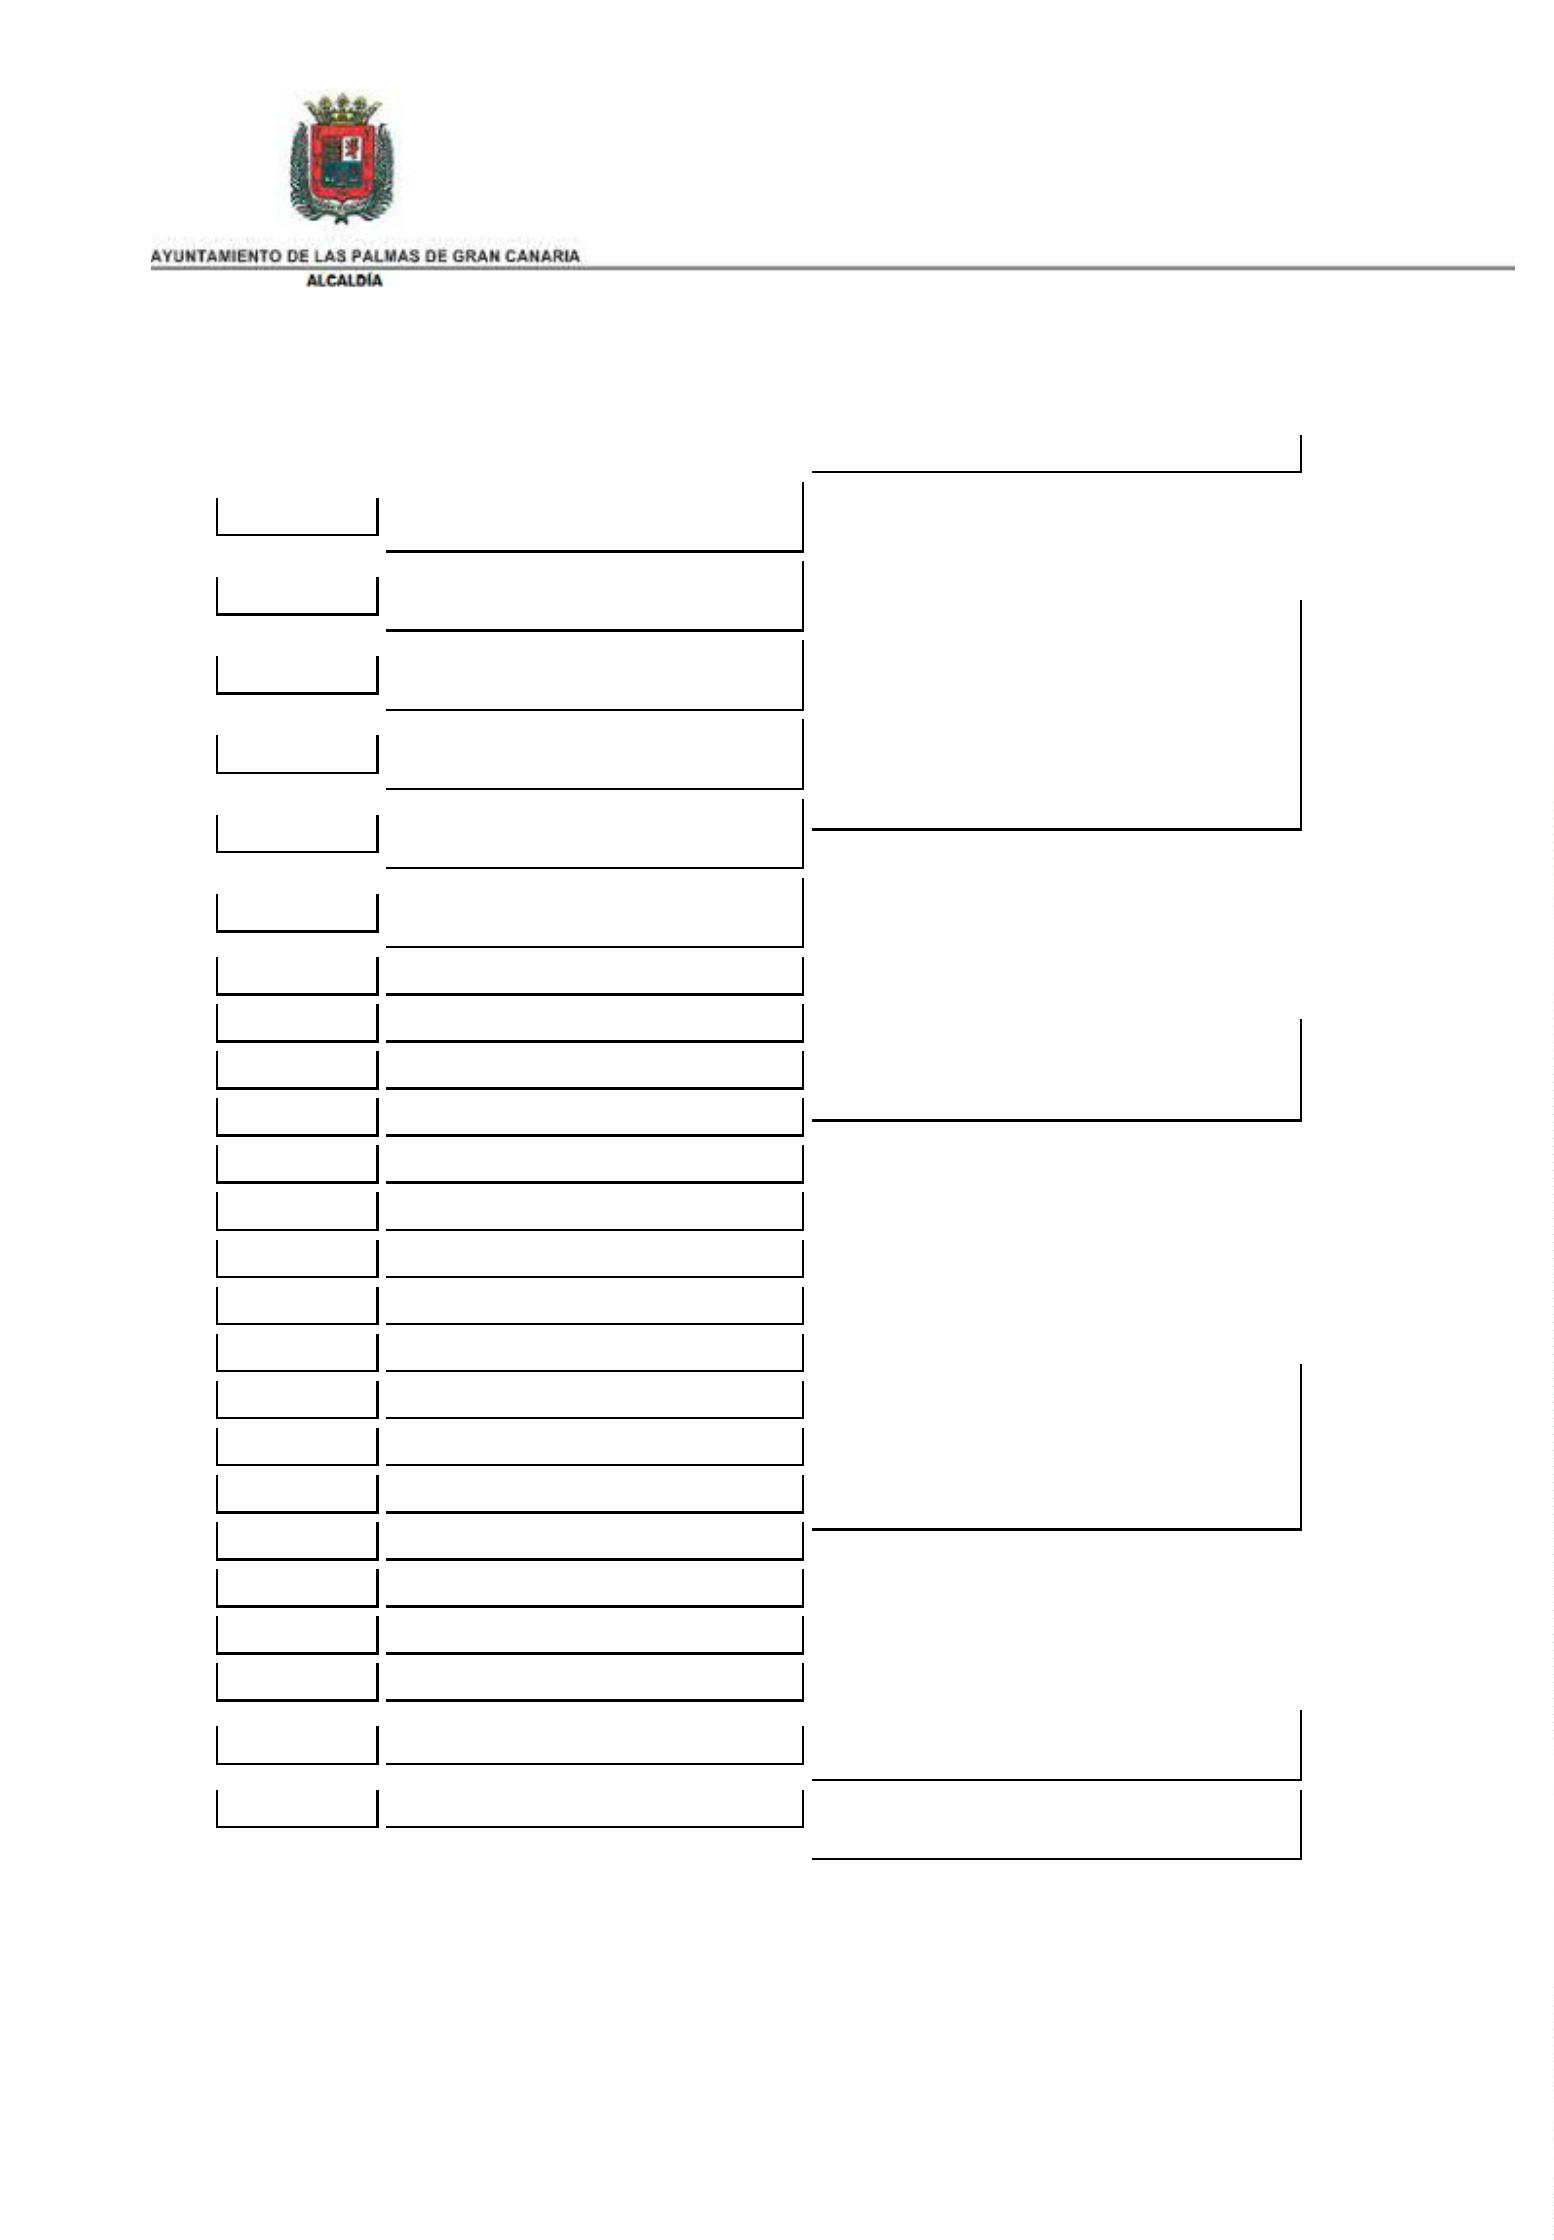 AYUNTAMIENTO DE LAS PALMAS DE GRAN CANARIA
ALCALDÍA